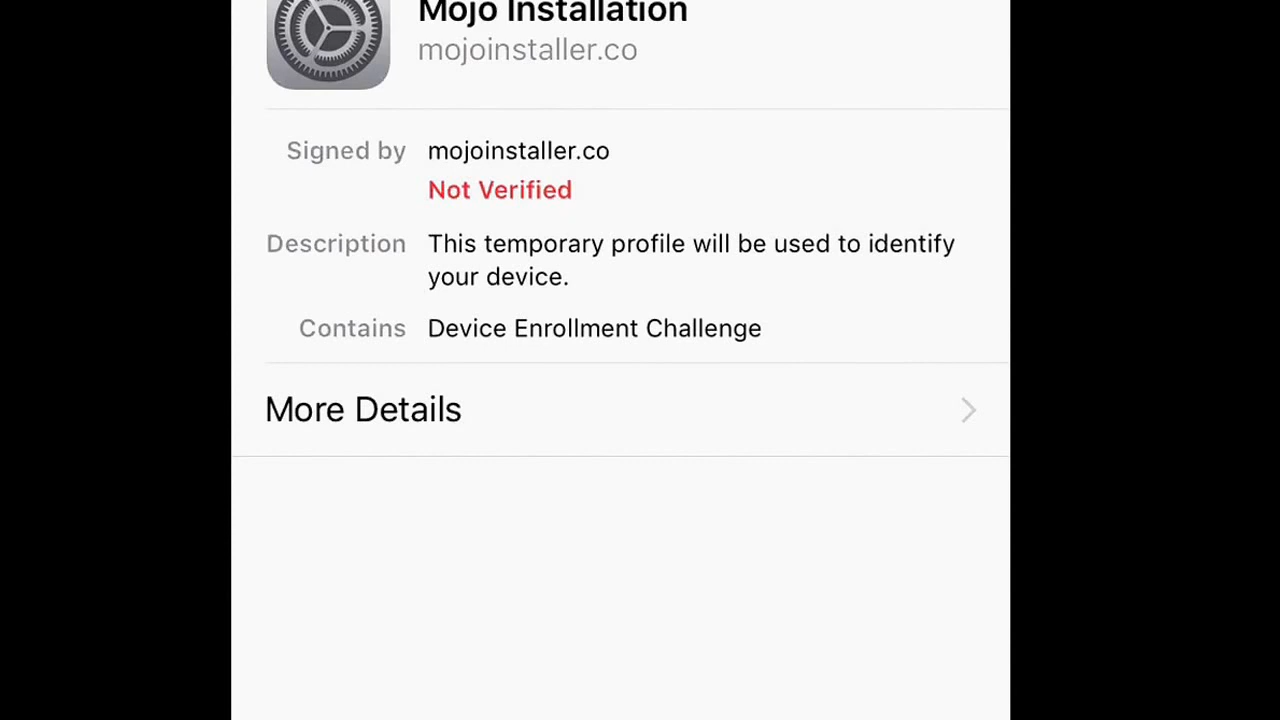 Mojo Installation
mojoinstaller.co
Signed by mojoinstaller.co
Not Verified
Description This temporary profile will be used to identify
your device.
Contains Device Enrollment Challenge
More Details